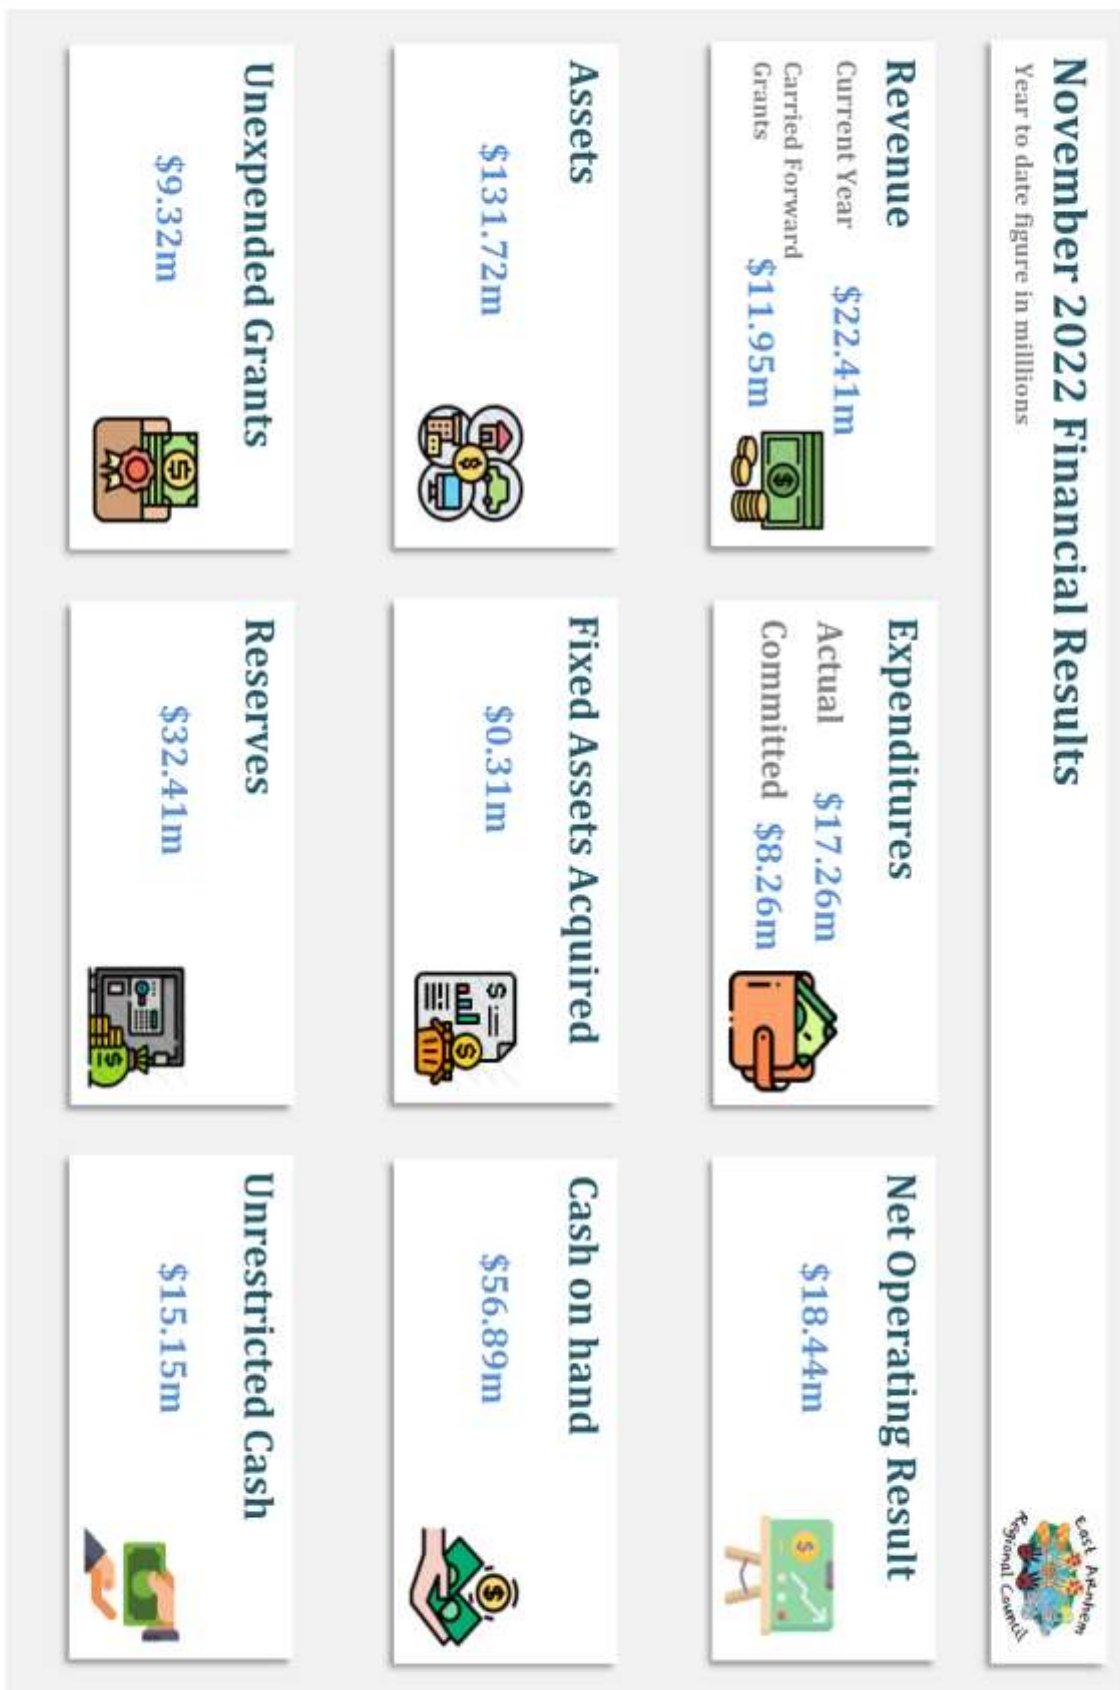 November 2022 Financial Results
Year to date figure in milllions
East Arnhem
Regional Council
Revenue
Current Year $22.41m
Carried Forward
Grants $11.95m
Expenditures
Actual $17.26m
Committed $8.26m
Net Operating Result
$18.44m
Assets
$131.72m
Fixed Assets Acquired
$0.31m
Cash on hand
$56.89m
Unexpended Grants
$9.32m
Reserves
$32.41m
Unrestricted Cash
$15.15m